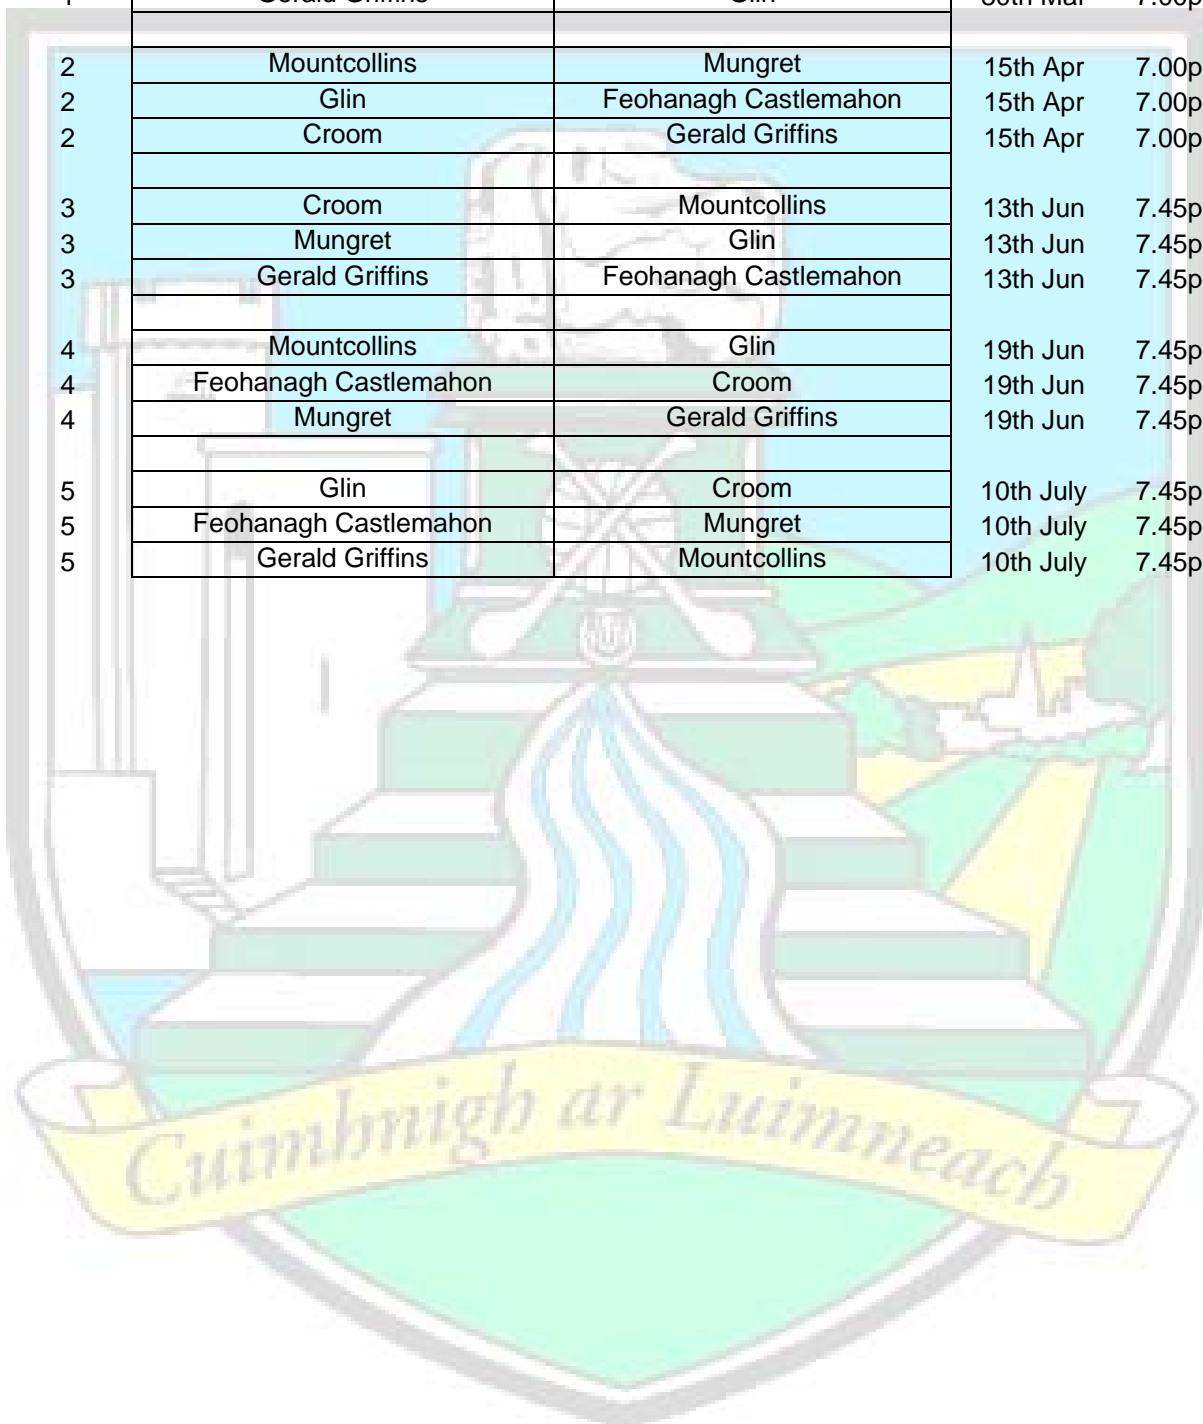 2 Mountcollins Mungret 15th Apr 7.00p
2 Glin Feohanagh Castlemahon 15th Apr 7.00p
2 Croom Gerald Griffins 15th Apr 7.00p
3 Croom Mountcollins 13th Jun 7.45p
3 Mungret Glin 13th Jun 7.45p
3 Gerald Griffins Feohanagh Castlemahon 13th Jun 7.45p
4 Mountcollins Glin 19th Jun 7.45p
4 Feohanagh Castlemahon Croom 19th Jun 7.45p
4 Mungret Gerald Griffins 19th Jun 7.45p
5 Glin Croom 10th July 7.45p
5 Feohanagh Castlemahon Mungret 10th July 7.45p
5 Gerald Griffins Mountcollins 10th July 7.45p
Cuimhnigh ar Luimneach